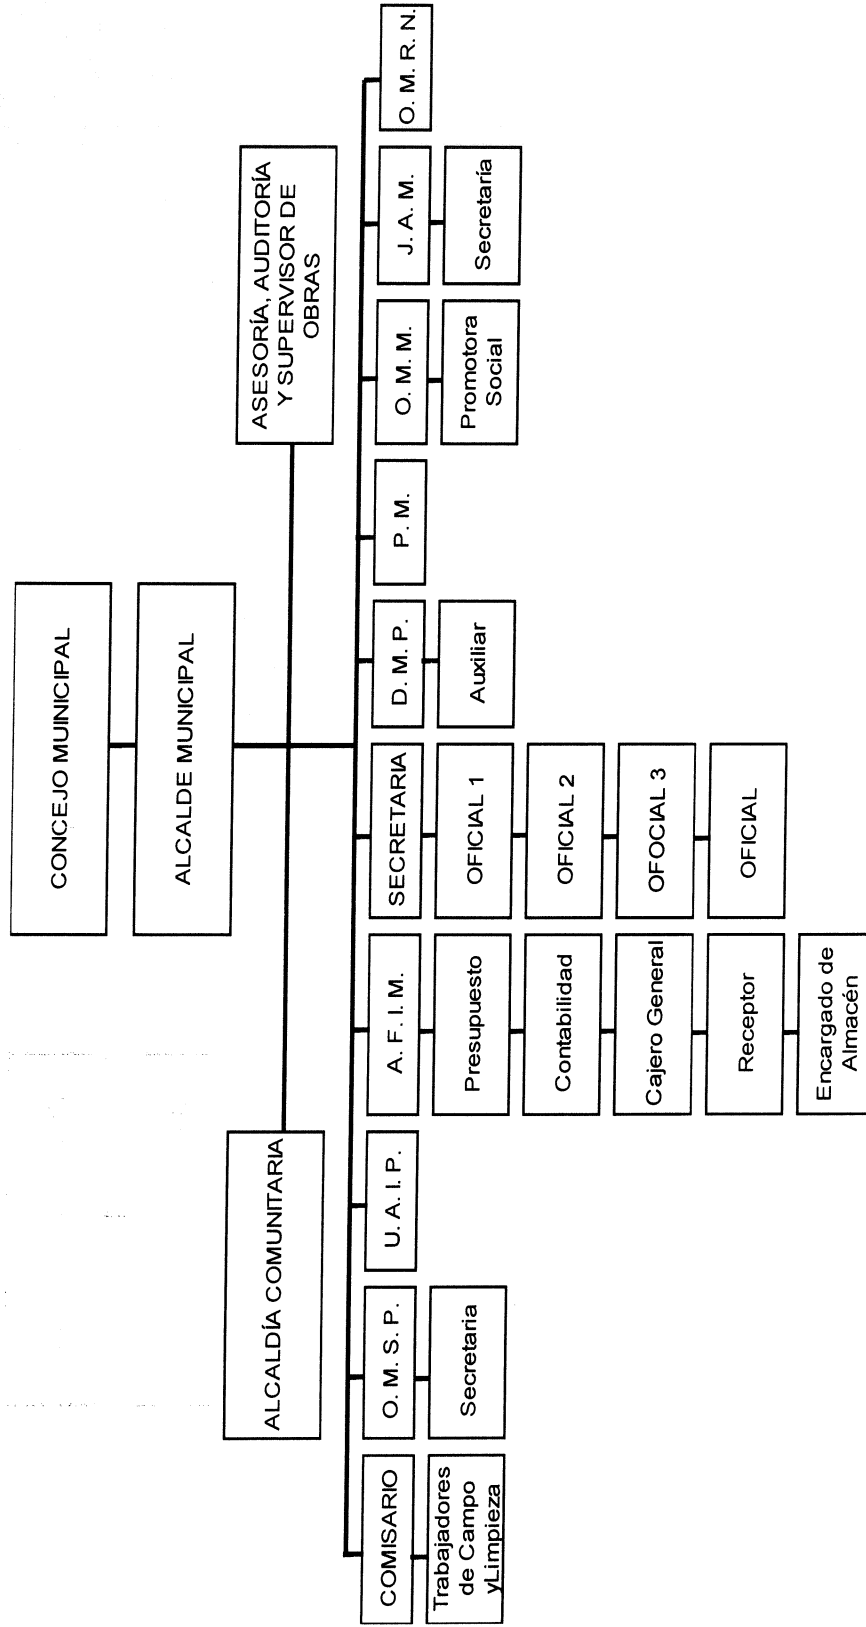 CONCEJO MUINICIPAL
ALCALDE MUNICIPAL
ALCALDÍA COMUNITARIA
ASESORÍA, AUDITORÍA
Y SUPERVISOR DE
OBRAS
COMISARIO
O. M. S. P.
U. A. I. P.
A. F. I. M.
SECRETARIA
D. M. P.
P. M.
O. M. M.
J. A. M.
O. M. R. N.
Trabajadores
de Campo
yLimpieza
Secretaria
Presupuesto
OFICIAL 1
Auxiliar
Promotora
Social
Secretaría
Contabilidad
OFICIAL 2
Cajero General
OFOCIAL 3
Receptor
OFICIAL
Encargado de
Almacén